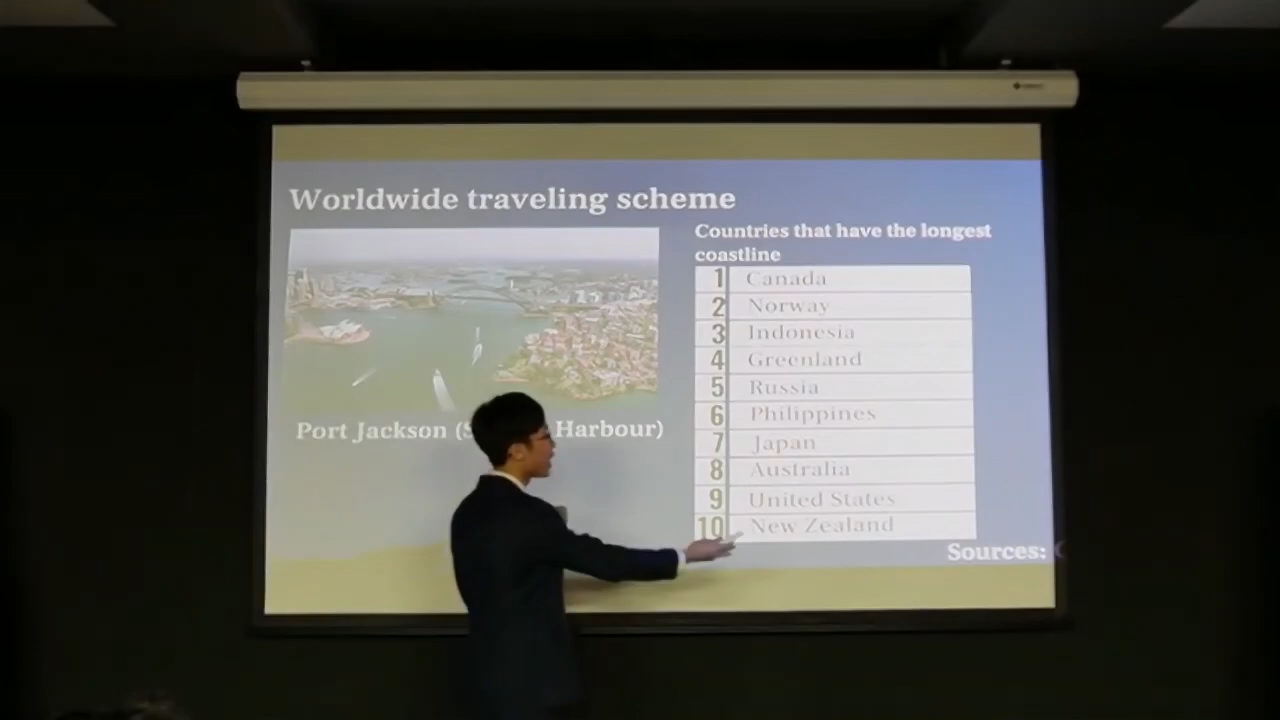 Worldwide traveling scheme
Countries that have the longest
coastline
1 Canada
2 Norway
3 Indonesia
4 Greenland
5 Russia
6 Philippines
7 Japan
8 Australia
9 United States
10 New Zealand
Port Jackson ( Harbour)
Sources: